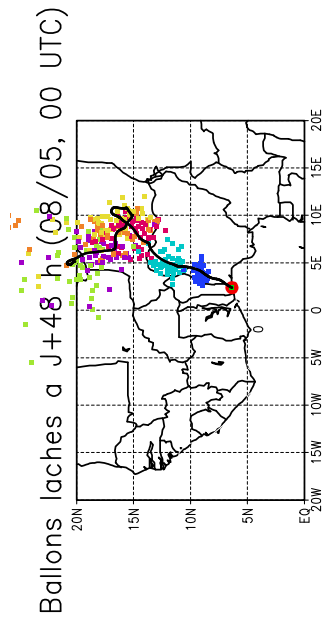 Ballons laches a J+48 h (08/05, 00 UTC)
20N
15N
10N
5N
EQ
20W 15W 10W 5W 0 5E 10E 15E 20E
0